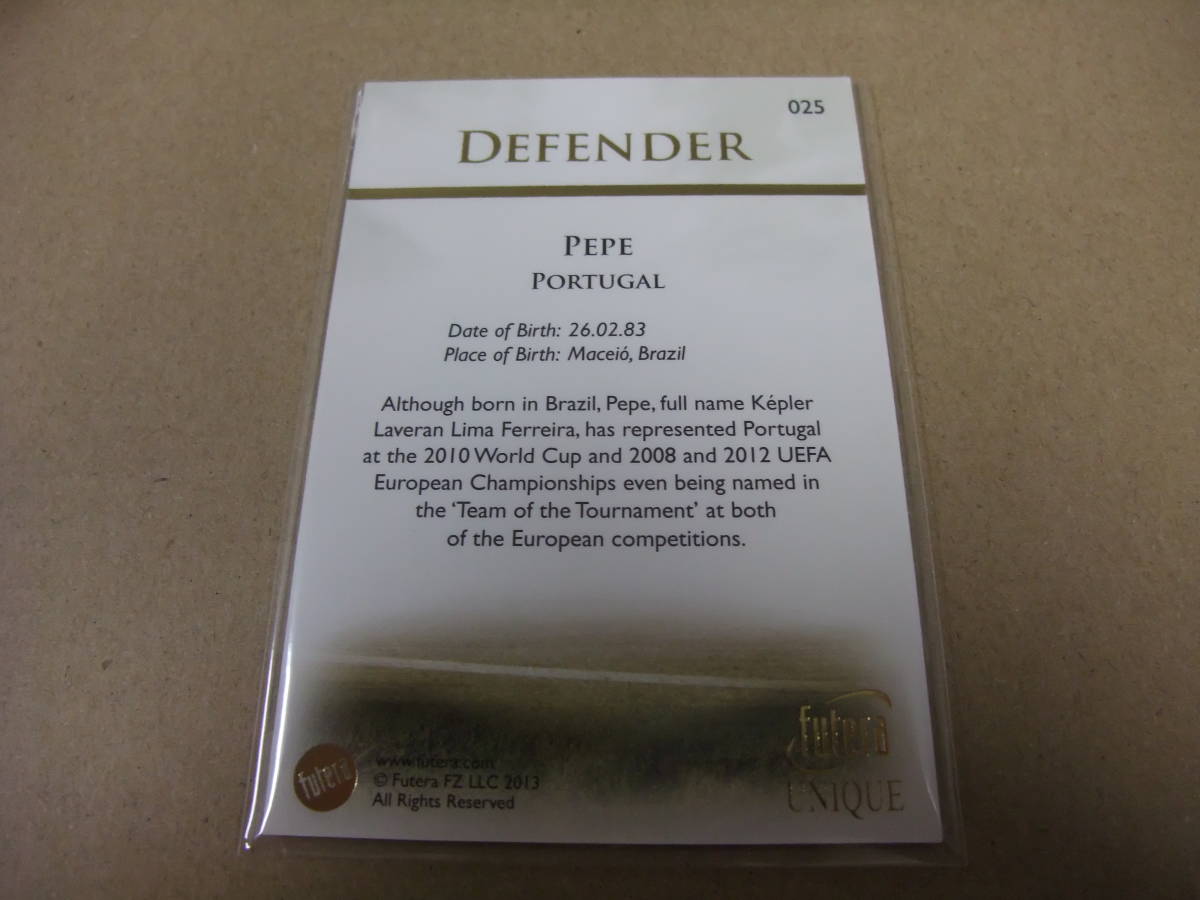 025
DEFENDER
PEPE
PORTUGAL
Date of Birth: 26.02.83
Place of Birth: Maceió, Brazil
Although born in Brazil, Pepe, full name Képler
Laveran Lima Ferreira, has represented Portugal
at the 2010 World Cup and 2008 and 2012 UEFA
European Championships even being named in
the ‘Team of the Tournament’ at both
of the European competitions.
futera
www.futera.com
© Futera FZ LLC 2013
All Rights Reserved
futera
UNIQUE